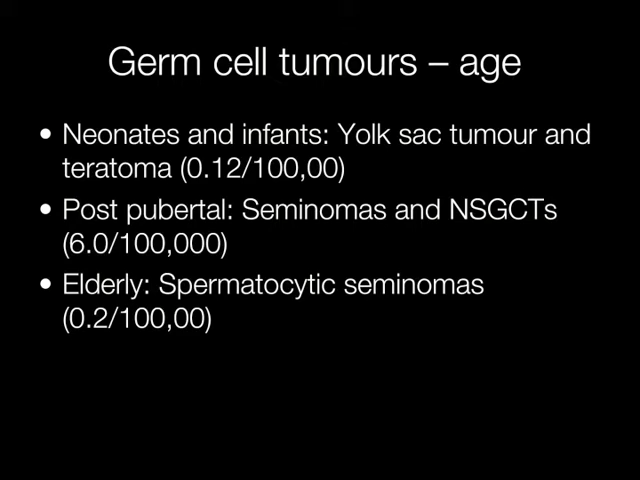 Germ cell tumours – age
• Neonates and infants: Yolk sac tumour and
teratoma (0.12/100,00)
• Post pubertal: Seminomas and NSGCTs
(6.0/100,000)
• Elderly: Spermatocytic seminomas
(0.2/100,00)